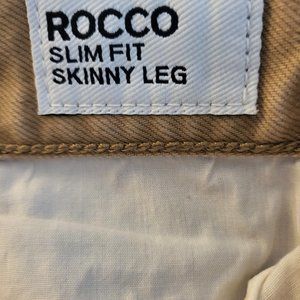 ROCCO
SLIM FIT
SKINNY LEG